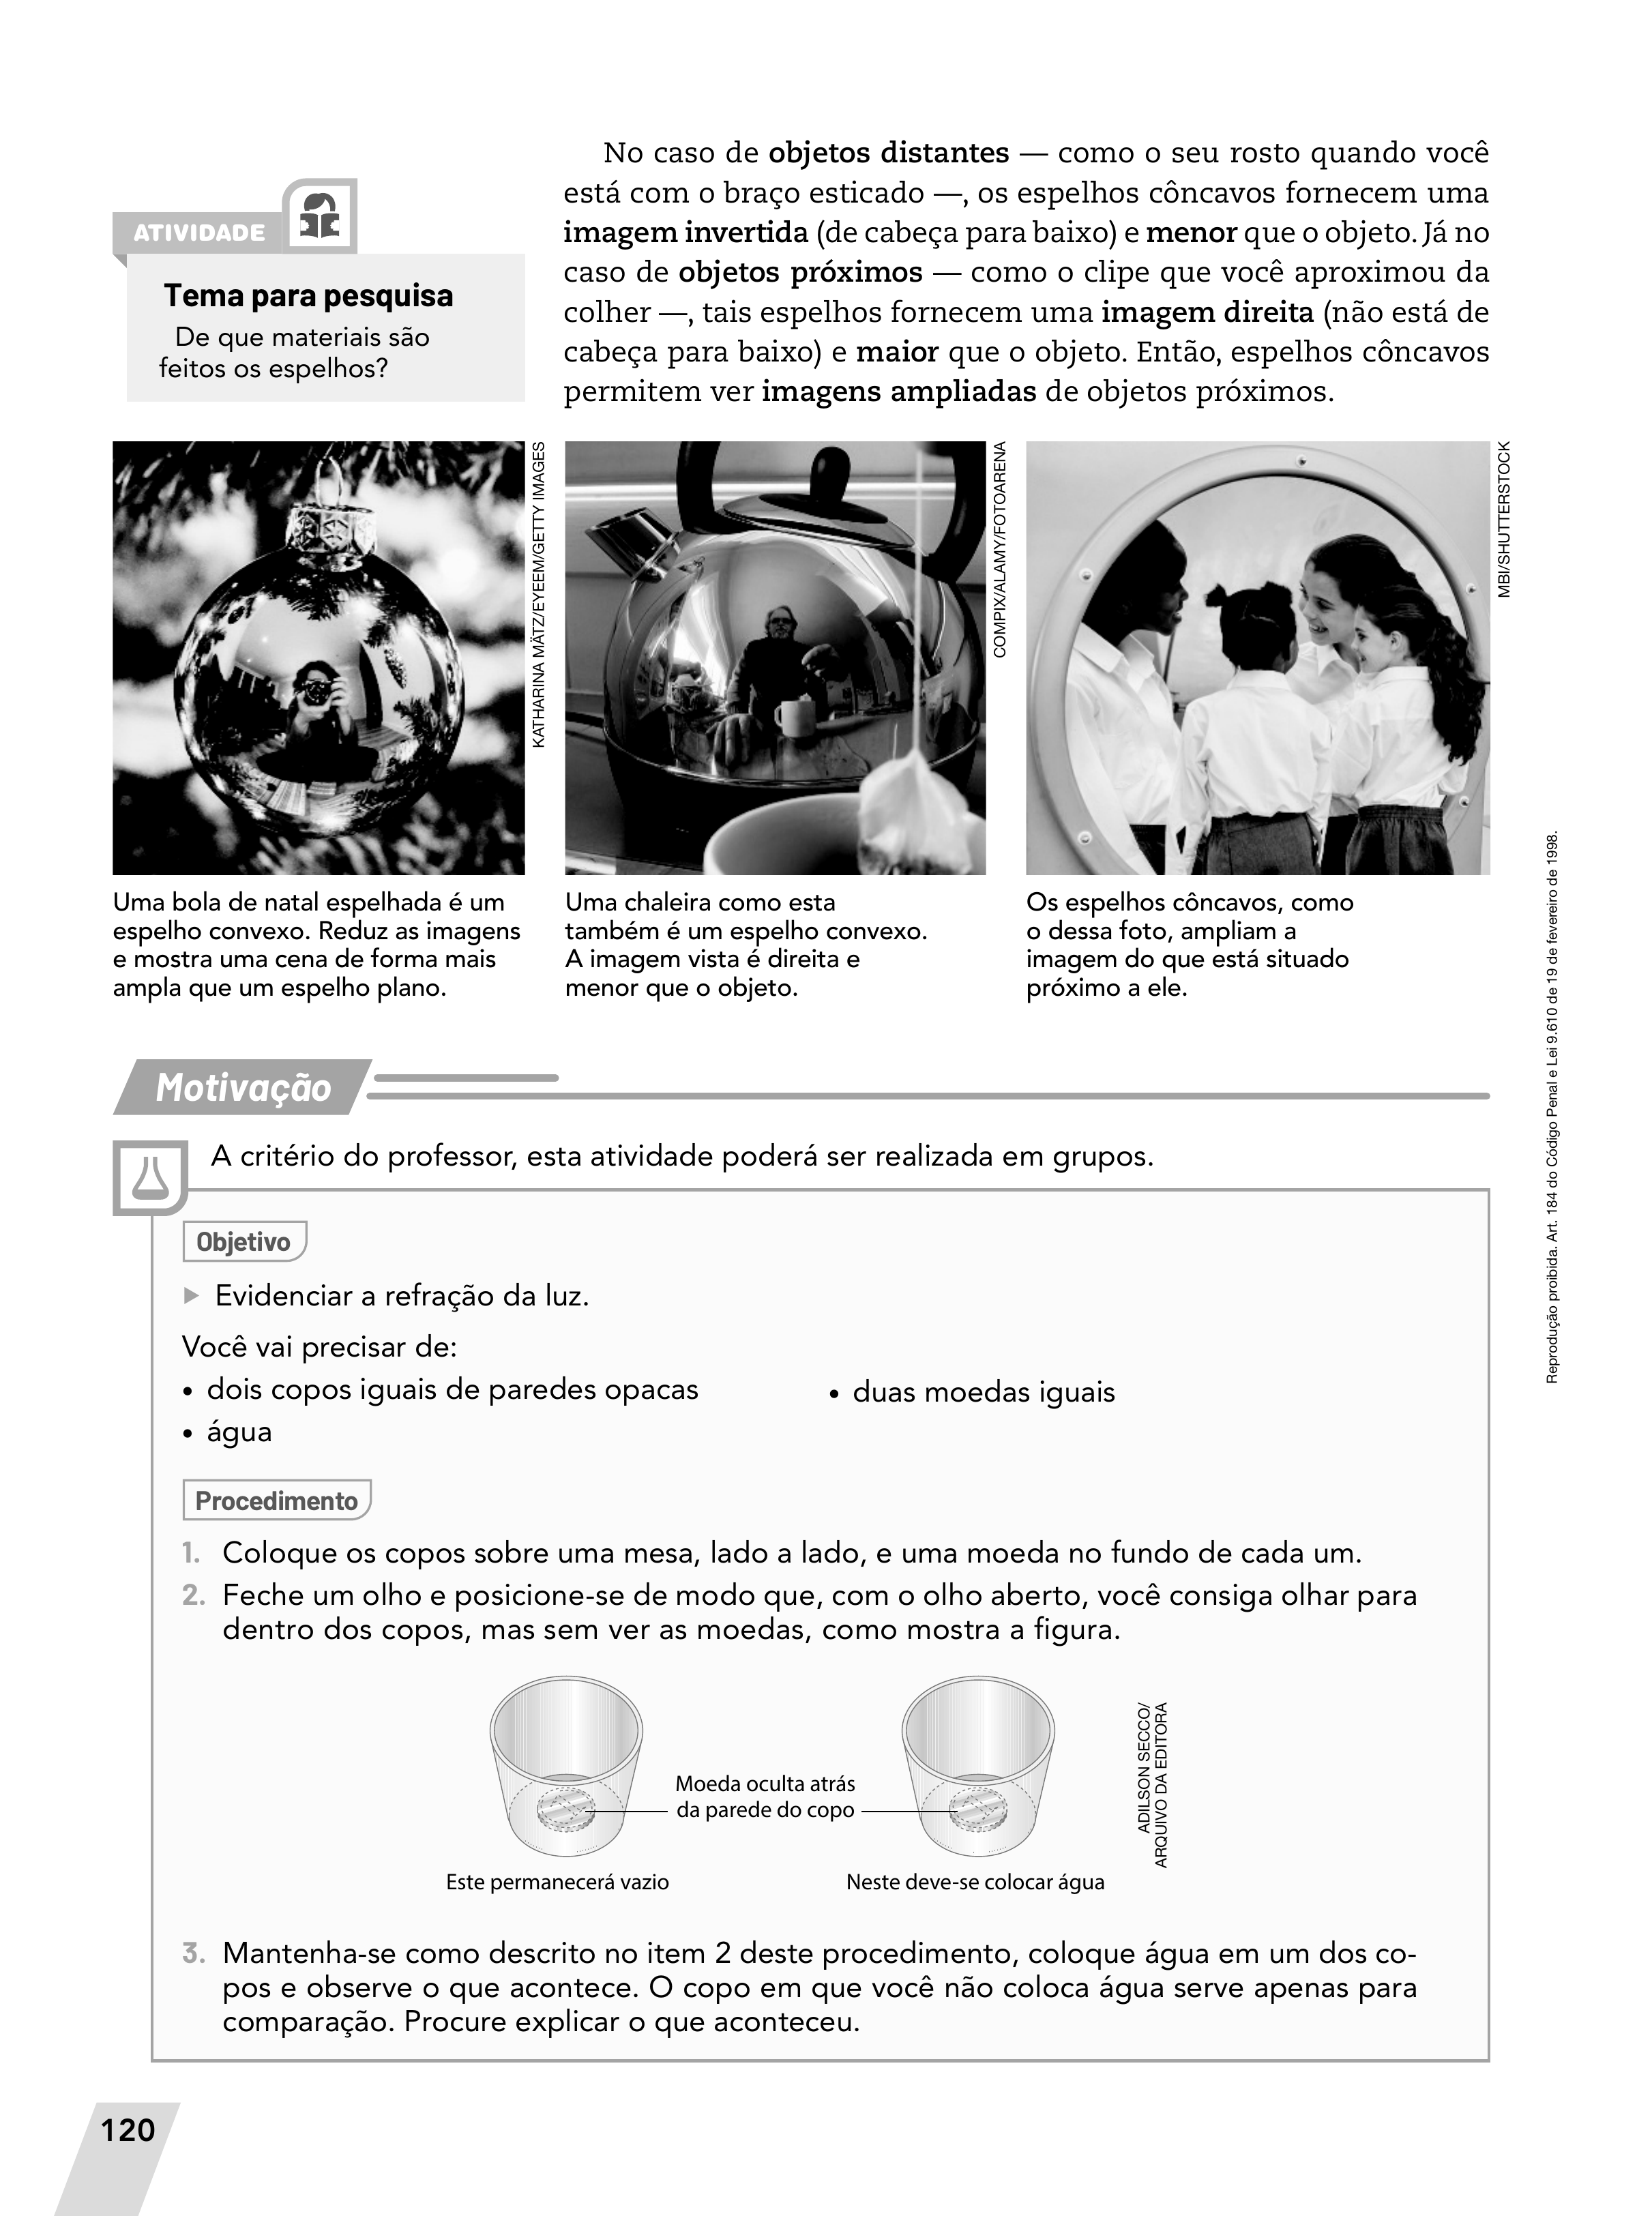 No caso de objetos distantes — como o seu rosto quando você
está com o braço esticado —, os espelhos côncavos fornecem uma
imagem invertida (de cabeça para baixo) e menor que o objeto. Já no
caso de objetos próximos — como o clipe que você aproximou da
colher —, tais espelhos fornecem uma imagem direita (não está de
cabeça para baixo) e maior que o objeto. Então, espelhos côncavos
permitem ver imagens ampliadas de objetos próximos.
ATIVIDADE
Tema para pesquisa
De que materiais são
feitos os espelhos?
KATHARINA MÄTZ/EYEEM/GETTY IMAGES
COMPIX/ALAMY/FOTOARENA
MBI/SHUTTERSTOCK
Uma bola de natal espelhada é um
espelho convexo. Reduz as imagens
e mostra uma cena de forma mais
ampla que um espelho plano.
Uma chaleira como esta
também é um espelho convexo.
A imagem vista é direita e
menor que o objeto.
Os espelhos côncavos, como
o dessa foto, ampliam a
imagem do que está situado
próximo a ele.
Motivação
A critério do professor, esta atividade poderá ser realizada em grupos.
Objetivo
Evidenciar a refração da luz.
Você vai precisar de:
• dois copos iguais de paredes opacas
• água
• duas moedas iguais
Procedimento
1. Coloque os copos sobre uma mesa, lado a lado, e uma moeda no fundo de cada um.
2. Feche um olho e posicione-se de modo que, com o olho aberto, você consiga olhar para
dentro dos copos, mas sem ver as moedas, como mostra a figura.
Moeda oculta atrás
da parede do copo
Este permanecerá vazio
Neste deve-se colocar água
ADILSON SECCO/
ARQUIVO DA EDITORA
3. Mantenha-se como descrito no item 2 deste procedimento, coloque água em um dos co-
pos e observe o que acontece. O copo em que você não coloca água serve apenas para
comparação. Procure explicar o que aconteceu.
Reprodução proibida. Art. 184 do Código Penal e Lei 9.610 de 19 de fevereiro de 1998.
120